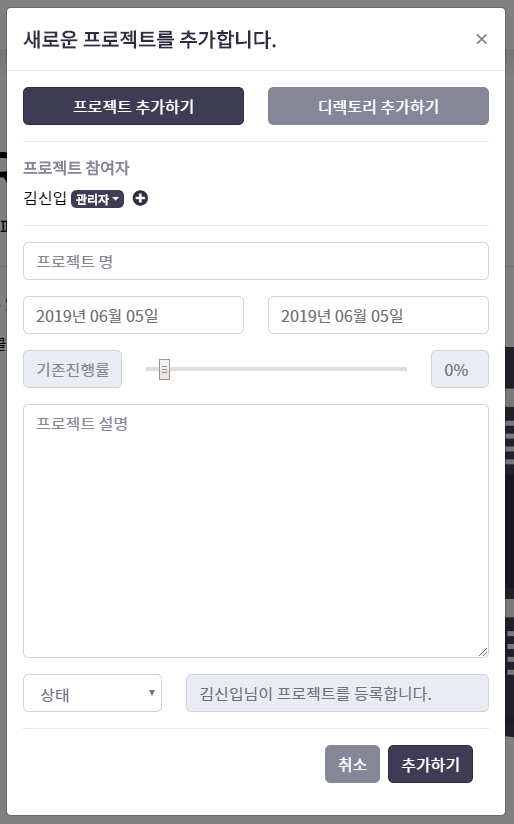 새로운 프로젝트를 추가합니다.
×
프로젝트 추가하기
디렉토리 추가하기
프로젝트 참여자
김신입 관리자
프로젝트 명
2019년 06월 05일
2019년 06월 05일
기존진행률
0%
프로젝트 설명
상태
김신입님이 프로젝트를 등록합니다.
취소
추가하기